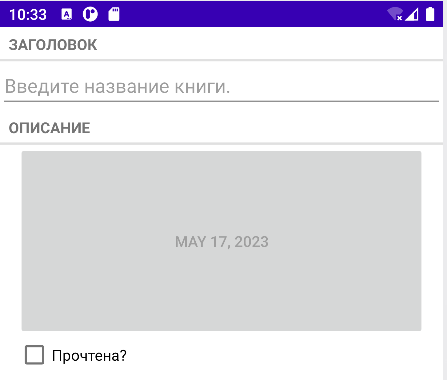 10:33
ЗАГОЛОВОК
Введите название книги.
ОПИСАНИЕ
MAY 17, 2023
Прочтена?